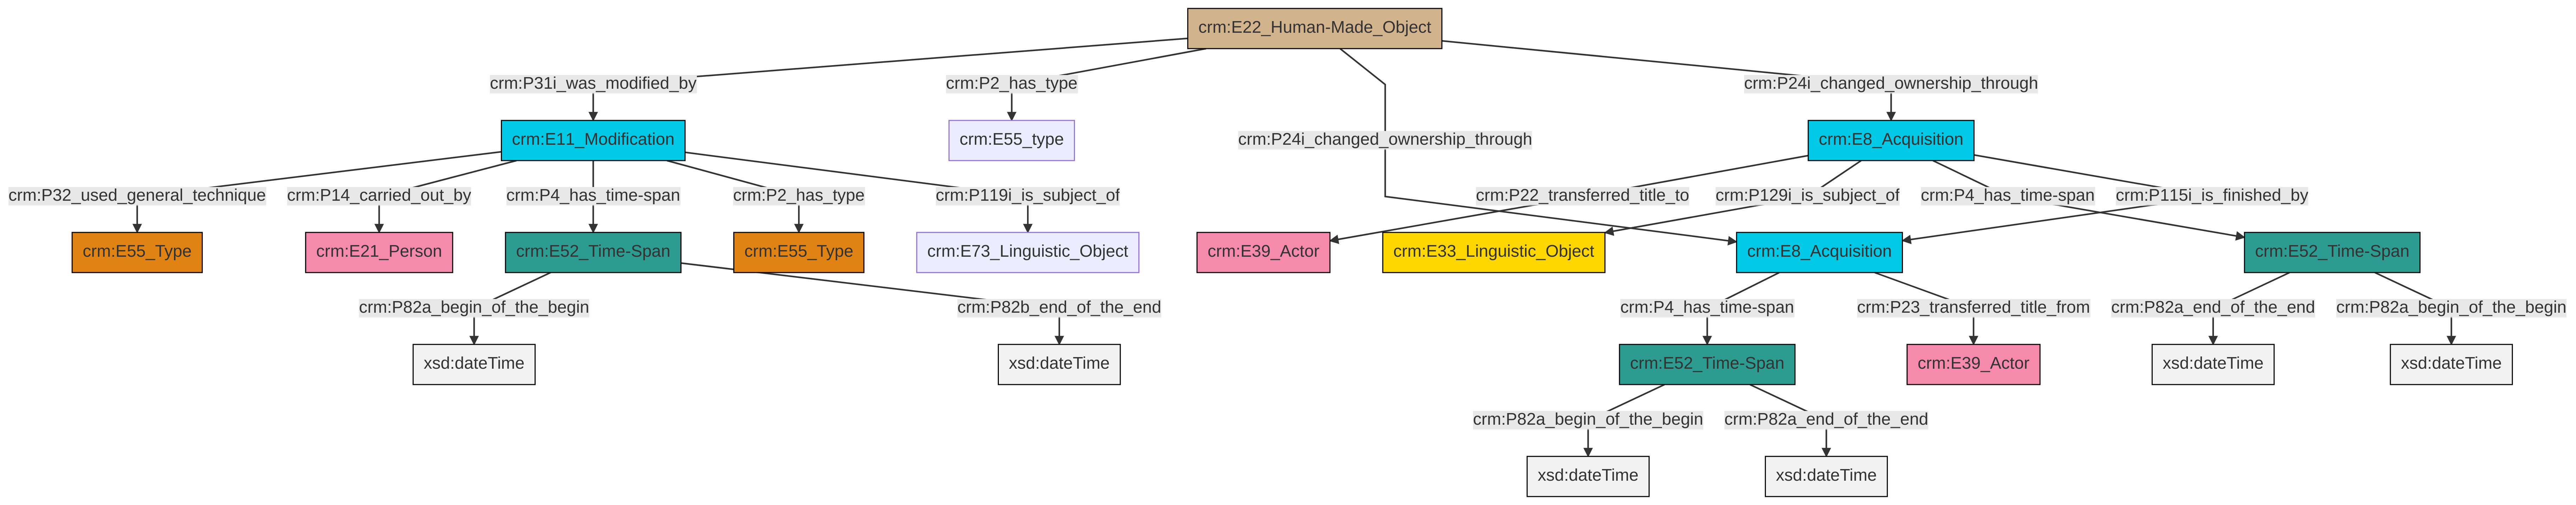 crm:E22_Human-Made_Object
crm:P31i_was_modified_by
crm:P2_has_type
crm:P24i_changed_ownership_through
crm:P24i_changed_ownership_through
crm:E11_Modification
crm:E55_type
crm:E8_Acquisition
crm:P32_used_general_technique
crm:P14_carried_out_by
crm:P4_has_time-span
crm:P2_has_type
crm:P119i_is_subject_of
crm:P22_transferred_title_to
crm:P129i_is_subject_of
crm:P4_has_time-span
crm:P115i_is_finished_by
crm:E55_Type
crm:E21_Person
crm:E52_Time-Span
crm:E55_Type
crm:E73_Linguistic_Object
crm:E39_Actor
crm:E33_Linguistic_Object
crm:E8_Acquisition
crm:E52_Time-Span
crm:P82a_begin_of_the_begin
crm:P82b_end_of_the_end
crm:P4_has_time-span
crm:P23_transferred_title_from
crm:P82a_end_of_the_end
crm:P82a_begin_of_the_begin
xsd:dateTime
xsd:dateTime
crm:E52_Time-Span
crm:E39_Actor
xsd:dateTime
xsd:dateTime
crm:P82a_begin_of_the_begin
crm:P82a_end_of_the_end
xsd:dateTime
xsd:dateTime